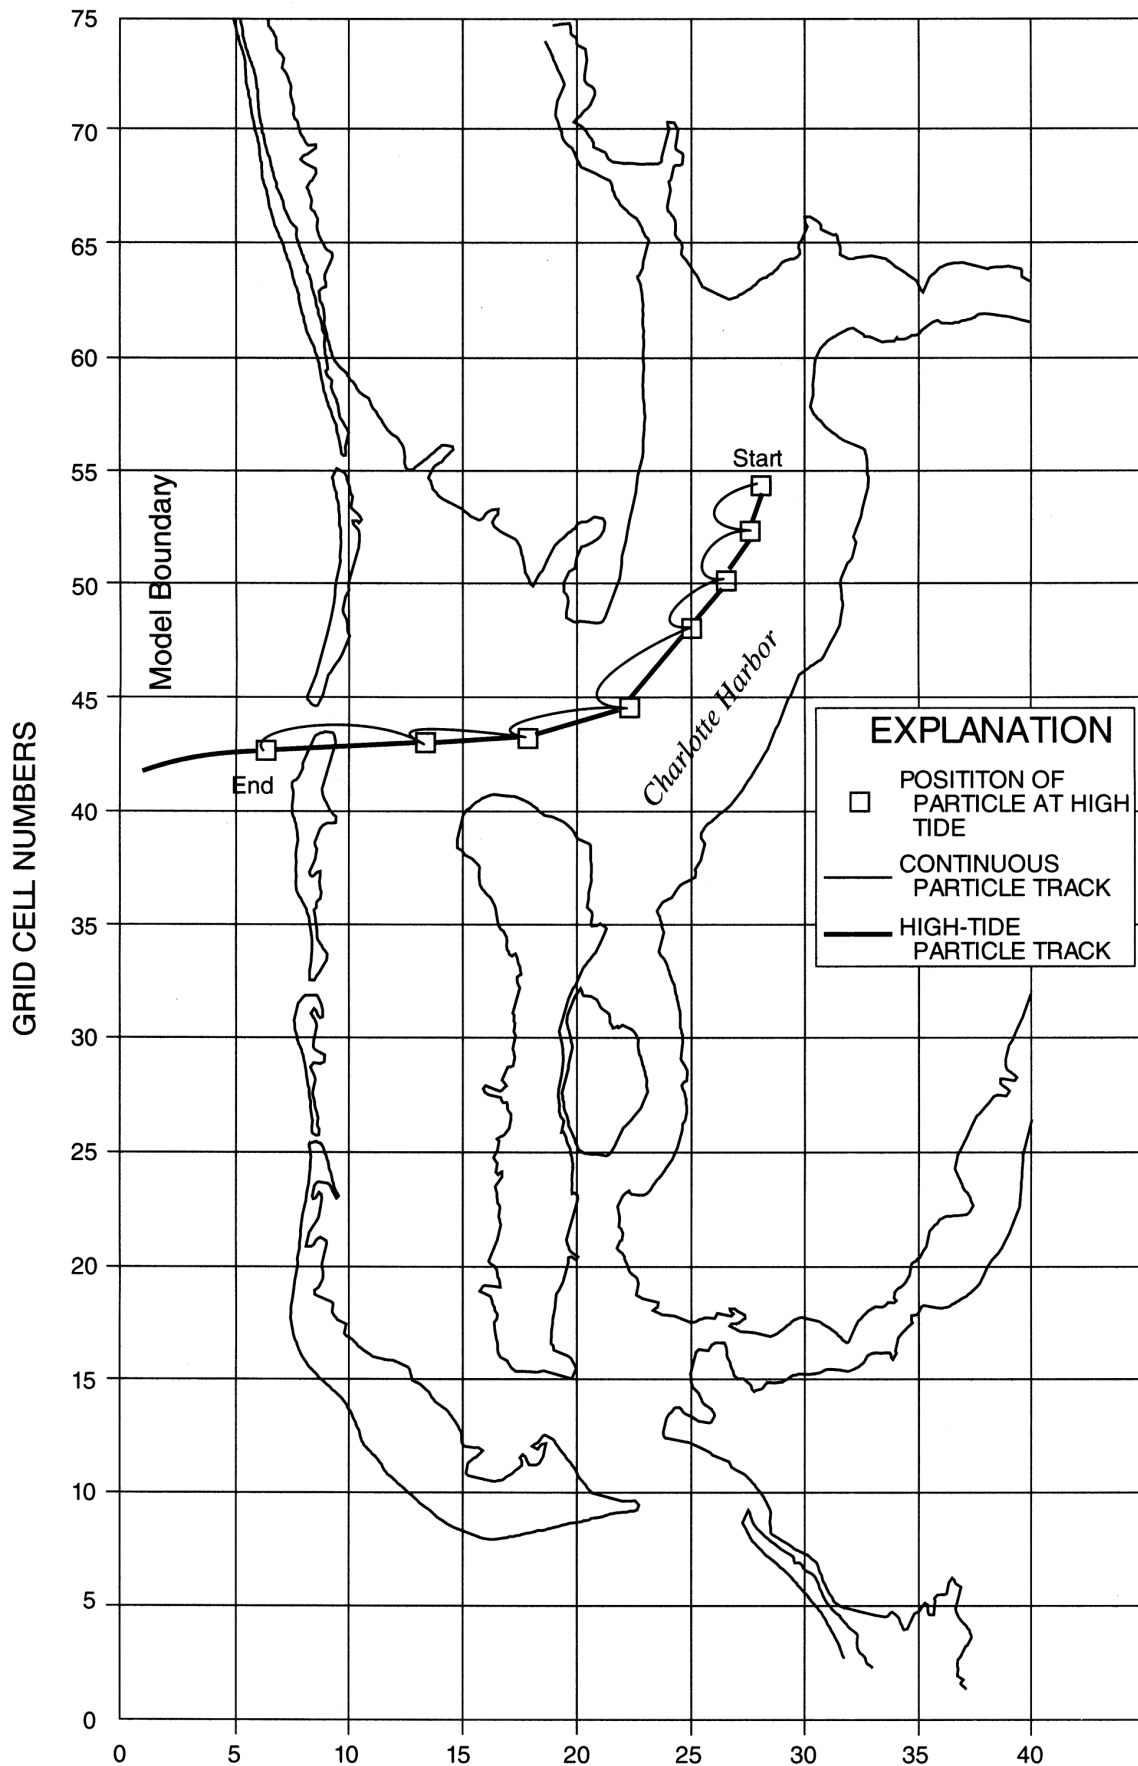 75
70
65
60
55
50
45
40
35
30
25
20
15
10
5
0
GRID CELL NUMBERS
Model Boundary
Start
End
Charlotte Harbor
EXPLANATION
POSITITON OF
PARTICLE AT HIGH
TIDE
CONTINUOUS
PARTICLE TRACK
HIGH-TIDE
PARTICLE TRACK
0 5 10 15 20 25 30 35 40